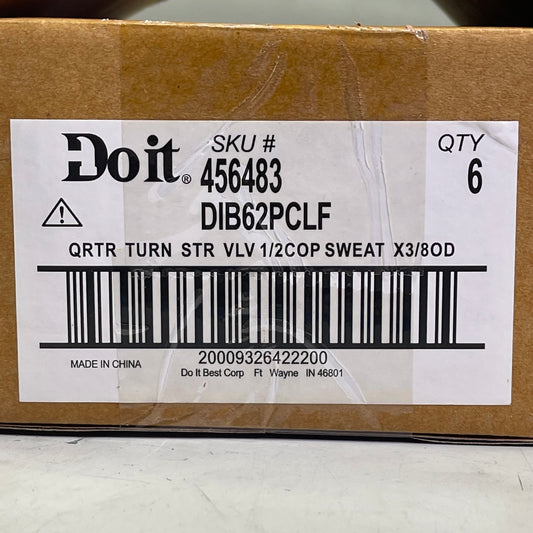 Do it® SKU # QTY
456483 6
DIB62PCLF
QRTR TURN STR VLV 1/2COP SWEAT X3/8OD
20009326422200
MADE IN CHINA
Do It Best Corp Ft Wayne IN 46801